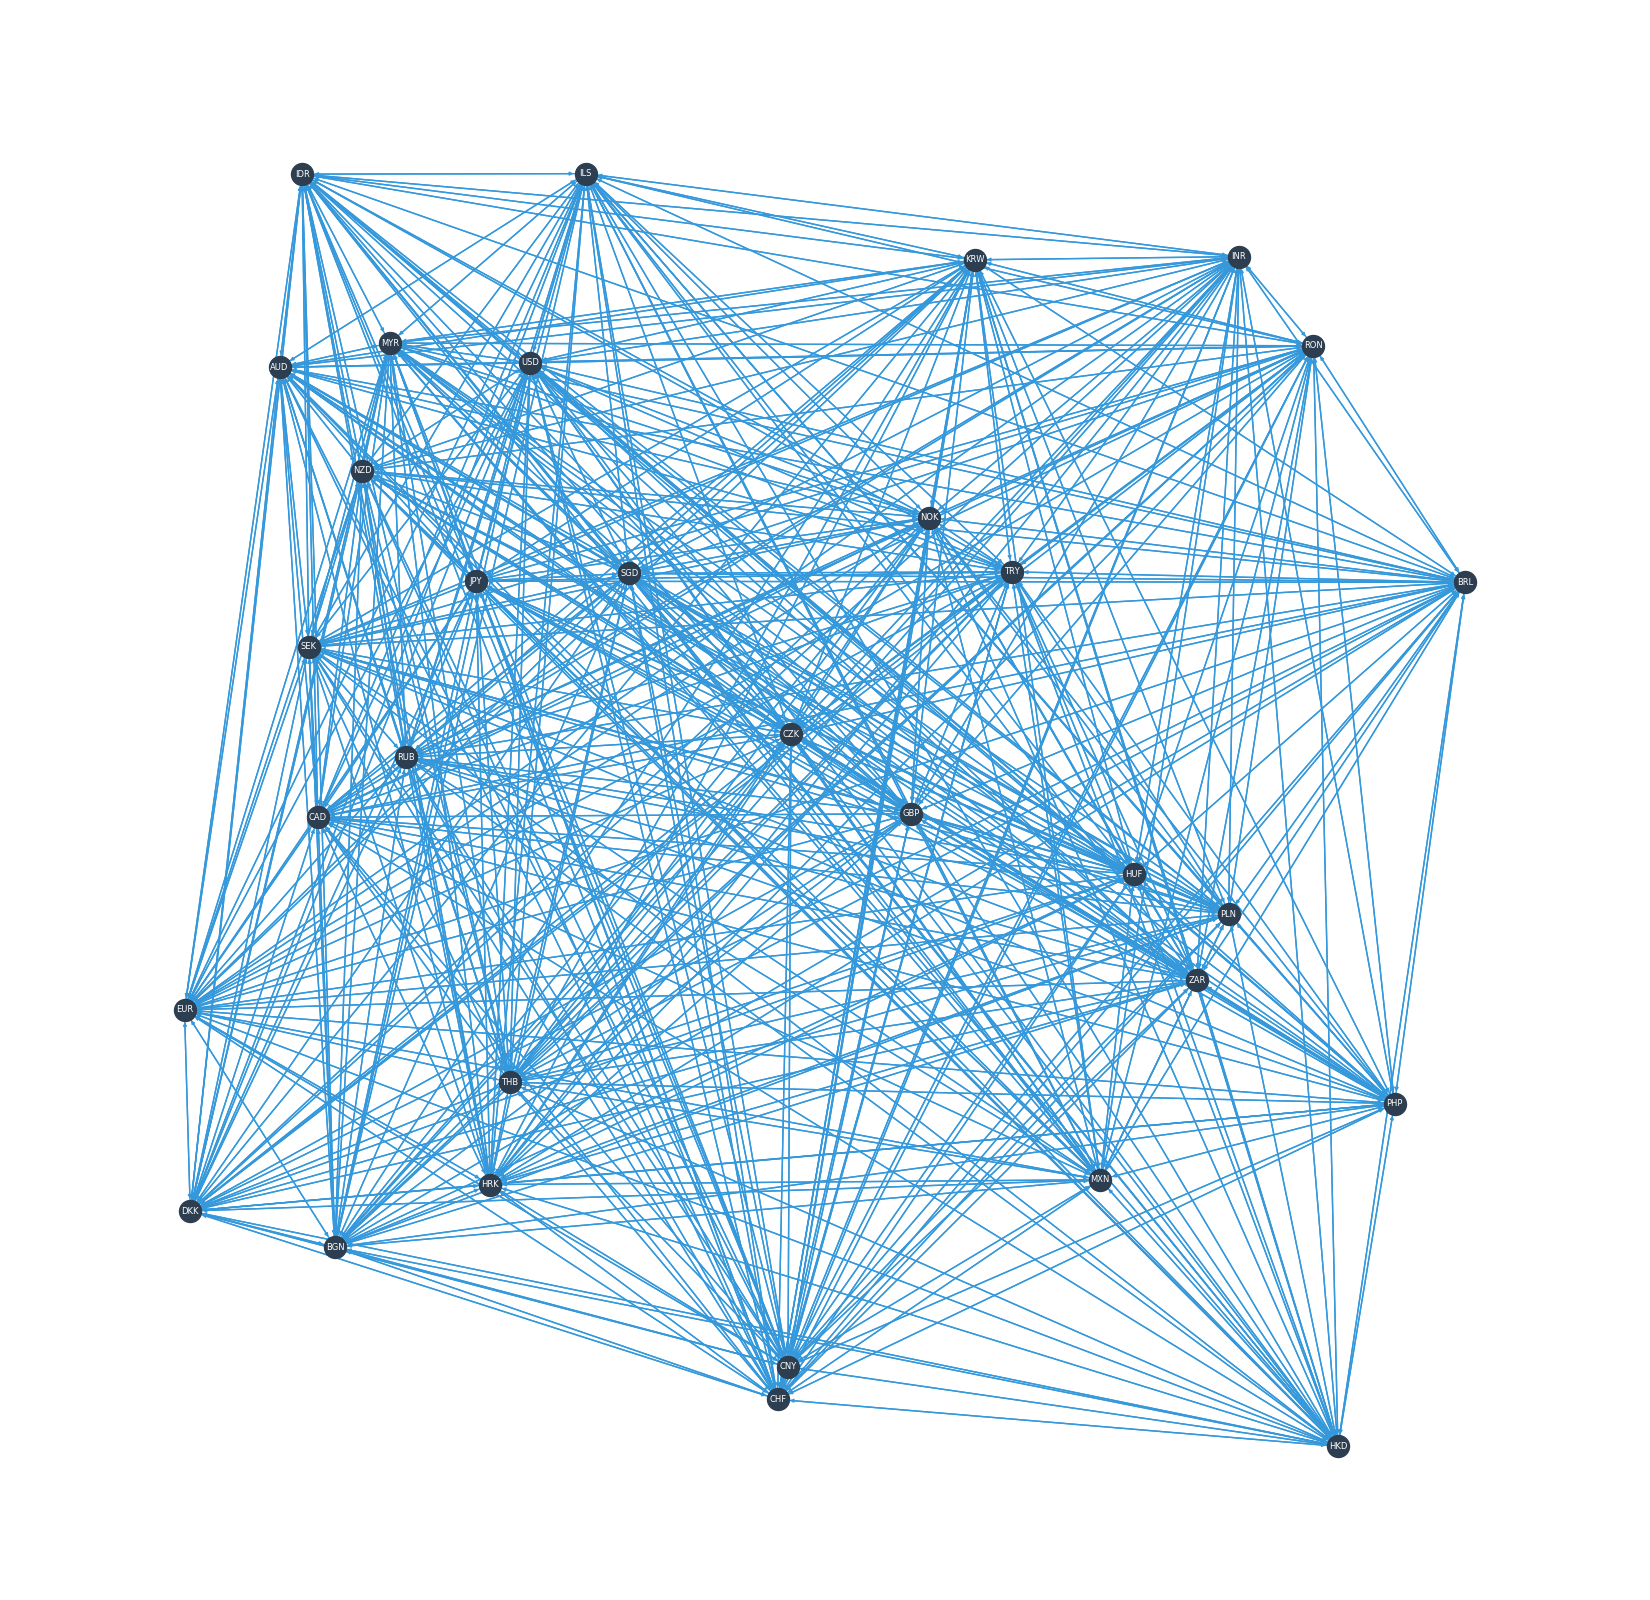 IDR
ILS
KRW
INR
MYR
RON
USD
AUD
NZD
NOK
TRY
SGD
JPY
BRL
SEK
CZK
RUB
GBP
CAD
HUF
PLN
ZAR
EUR
THB
PHP
MXN
HRK
DKK
BGN
CNY
CHF
HKD